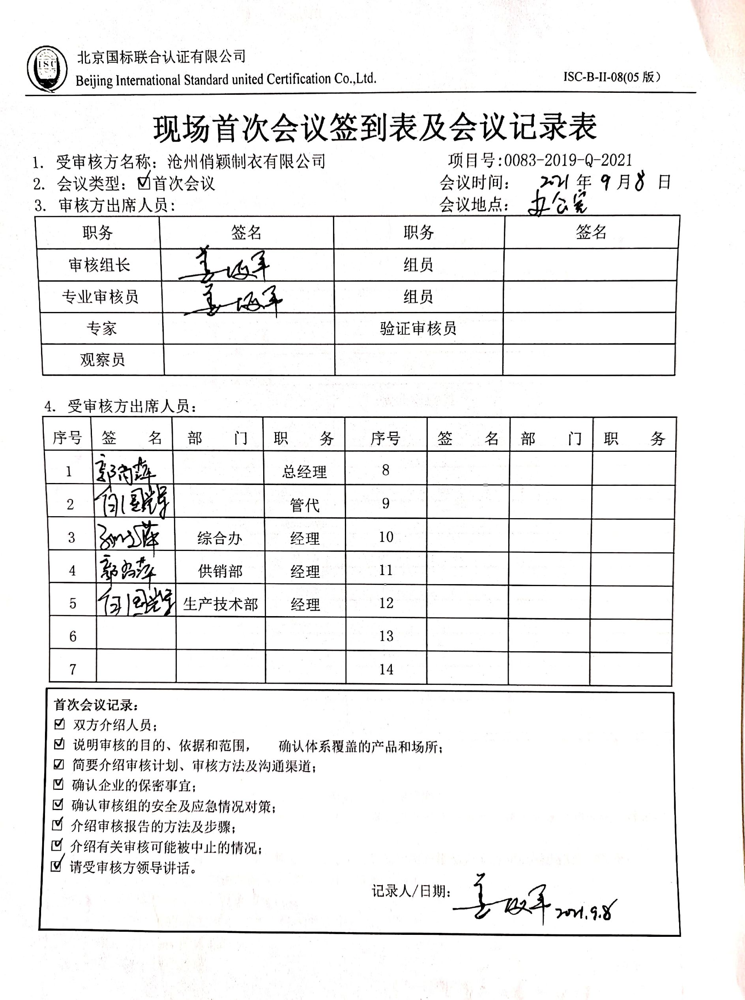 ISC
北京国标联合认证有限公司
Beijing International Standard united Certification Co.,Ltd.
ISC-B-II-08(05 版)
现场首次会议签到表及会议记录表
1. 受审核方名称：沧州俏颖制衣有限公司 项目号:0083-2019-Q-2021
2. 会议类型：☑首次会议 会议时间： 2021 年 9 月 8 日
3. 审核方出席人员： 会议地点： 办公室
职务 签名 职务 签名
审核组长 姜海军 组员
专业审核员 姜海军 组员
专家 验证审核员
观察员
4. 受审核方出席人员：
序号 签 名 部 门 职 务 序号 签 名 部 门 职 务
1 总经理 8
2 管代 9
3 综合办 经理 10
4 供销部 经理 11
5 生产技术部 经理 12
6 13
7 14
首次会议记录：
☑ 双方介绍人员；
☑ 说明审核的目的、依据和范围， 确认体系覆盖的产品和场所；
☑ 简要介绍审核计划、审核方法及沟通渠道；
☑ 确认企业的保密事宜；
☑ 确认审核组的安全及应急情况对策；
☑ 介绍审核报告的方法及步骤；
☑ 介绍有关审核可能被中止的情况；
☑ 请受审核方领导讲话。
记录人/日期： 姜海军 2021.9.8